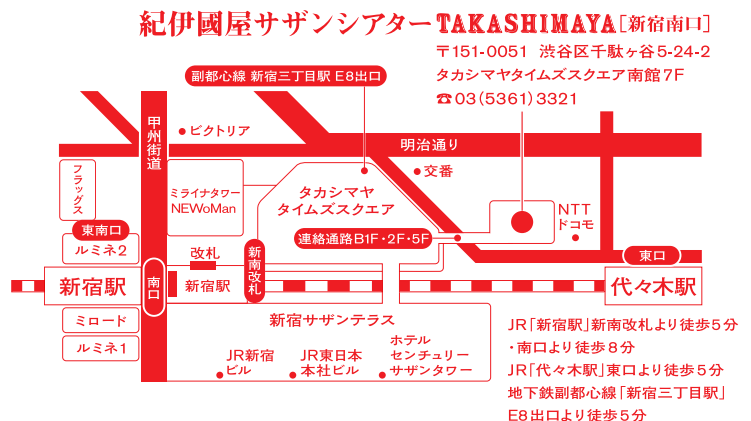 紀伊國屋サザンシアターTAKASHIMAYA[新宿南口]
〒151-0051 渋谷区千駄ヶ谷5-24-2
タカシマヤタイムズスクエア南館7F
☎03(5361)3321
副都心線 新宿三丁目駅 E8出口
甲州街道
ビクトリア
明治通り
交番
フラッグス
ミライナタワー
NEWoMan
タカシマヤ
タイムズスクエア
NTT
ドコモ
東南口
ルミネ2
連絡通路B1F・2F・5F
改札
新南改札
東口
新宿駅
南口
新宿駅
代々木駅
ミロード
ルミネ1
新宿サザンテラス
JR新宿
ビル
JR東日本
本社ビル
ホテル
センチュリー
サザンタワー
JR「新宿駅」新南改札より徒歩5分
・南口より徒歩8分
JR「代々木駅」東口より徒歩5分
地下鉄副都心線「新宿三丁目駅」
E8出口より徒歩5分